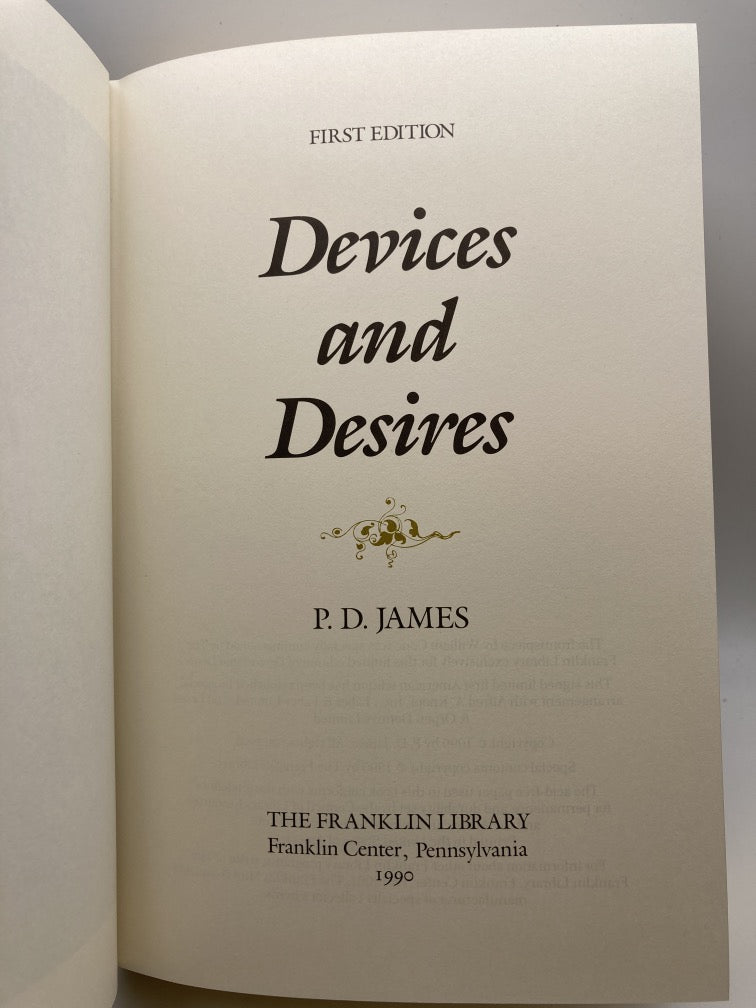 FIRST EDITION
Devices
and
Desires
P. D. JAMES
THE FRANKLIN LIBRARY
Franklin Center, Pennsylvania
1990